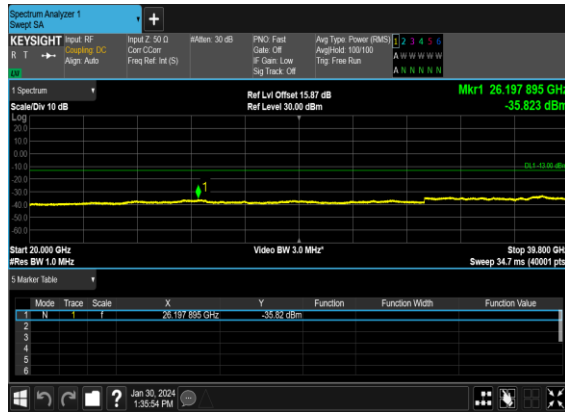 Spectrum Analyzer 1
Swept SA
+
KEYSIGHT Input: RF Input Z: 50 Ω #Atten: 30 dB PNO: Fast Avg Type: Power (RMS) 1 2 3 4 5 6
R T Coupling: DC Corr CCorr Gate: Off Avg|Hold: 100/100 A W W W W W
Align: Auto Freq Ref: Int (S) IF Gain: Low Trig: Free Run
Sig Track: Off A N N N N N
LXI
1 Spectrum
Scale/Div 10 dB
Ref Lvl Offset 15.87 dB
Ref Level 30.00 dBm
Mkr1 26.197 895 GHz
-35.823 dBm
Log
20.0
10.0
0.00
-10.0
DL1 -13.00 dBm
-20.0
1
-30.0
-40.0
-50.0
-60.0
Start 20.000 GHz Video BW 3.0 MHz* Stop 39.800 GHz
#Res BW 1.0 MHz Sweep 34.7 ms (40001 pts)
5 Marker Table
Mode Trace Scale X Y Function Function Width Function Value
1 N 1 f 26.197 895 GHz -35.82 dBm
2
3
4
5
6
? Jan 30, 2024
1:35:54 PM